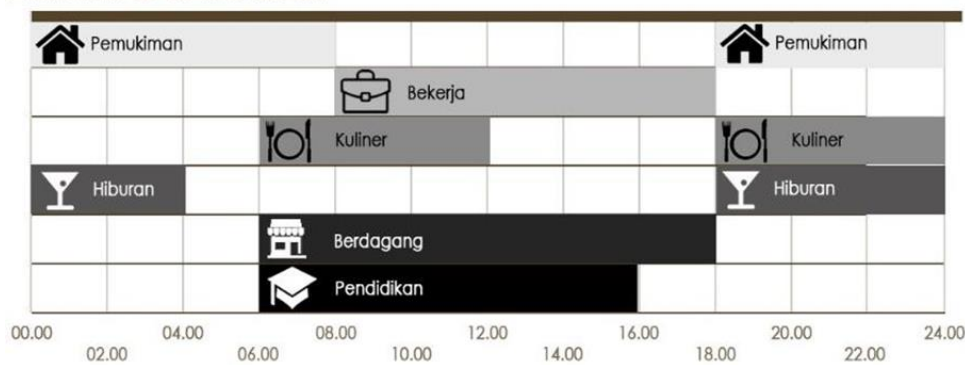 Pemukiman Pemukiman
Bekerja
Kuliner Kuliner
Hiburan Hiburan
Berdagang
Pendidikan
00.00 04.00 08.00 12.00 16.00 20.00 24.00
02.00 06.00 10.00 14.00 18.00 22.00